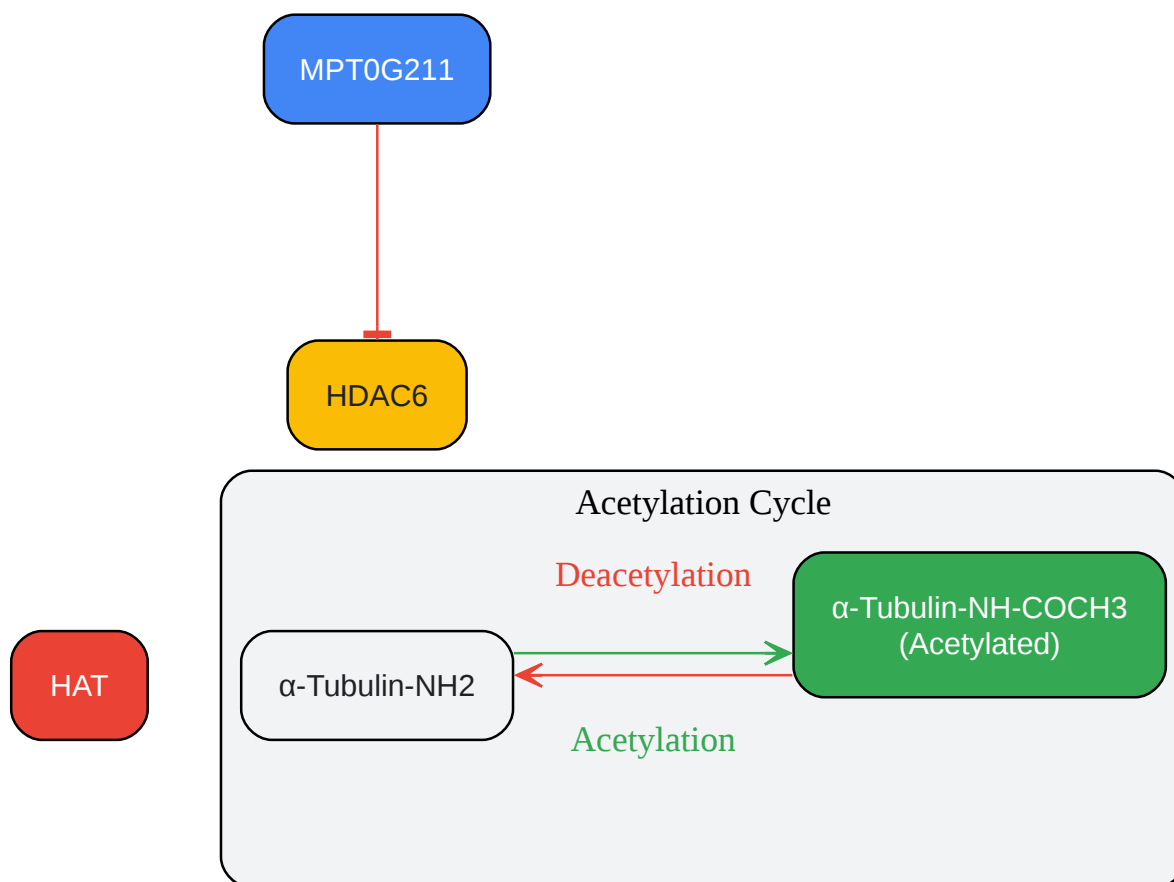 MPT0G211
HDAC6
Acetylation Cycle
Deacetylation
α-Tubulin-NH-COCH3
(Acetylated)
HAT
α-Tubulin-NH2
Acetylation